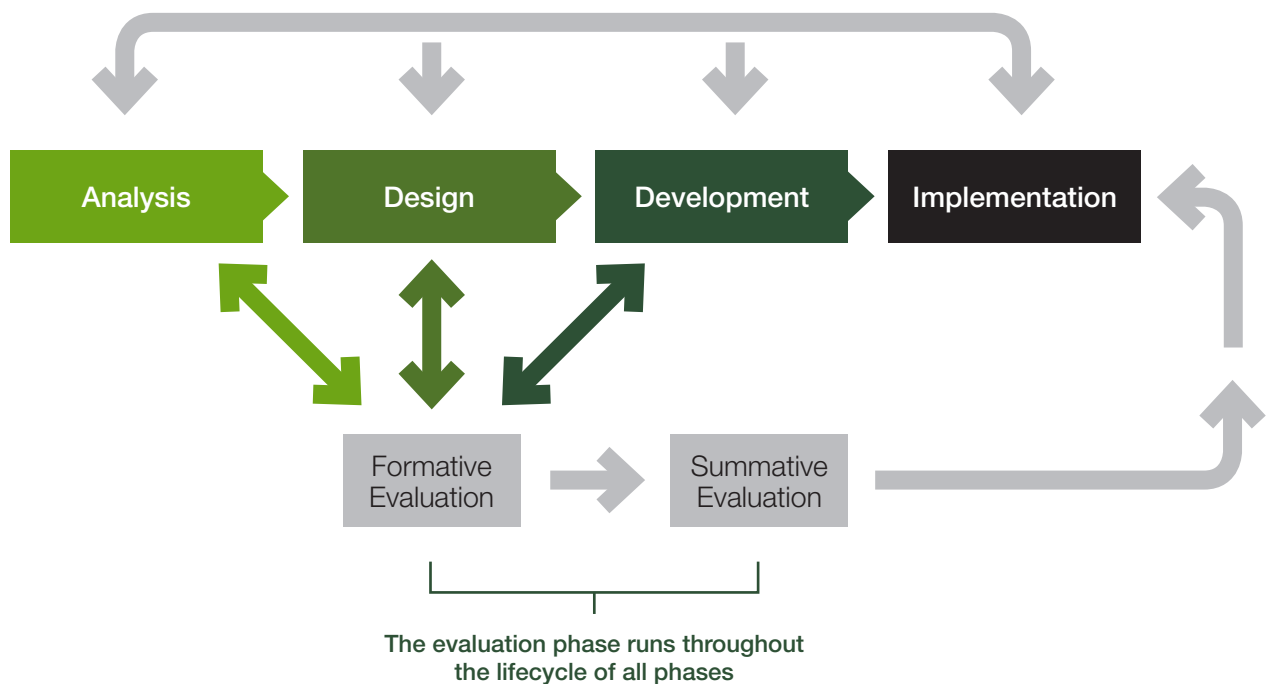 Analysis
Design
Development
Implementation
Formative
Evaluation
Summative
Evaluation
The evaluation phase runs throughout
the lifecycle of all phases